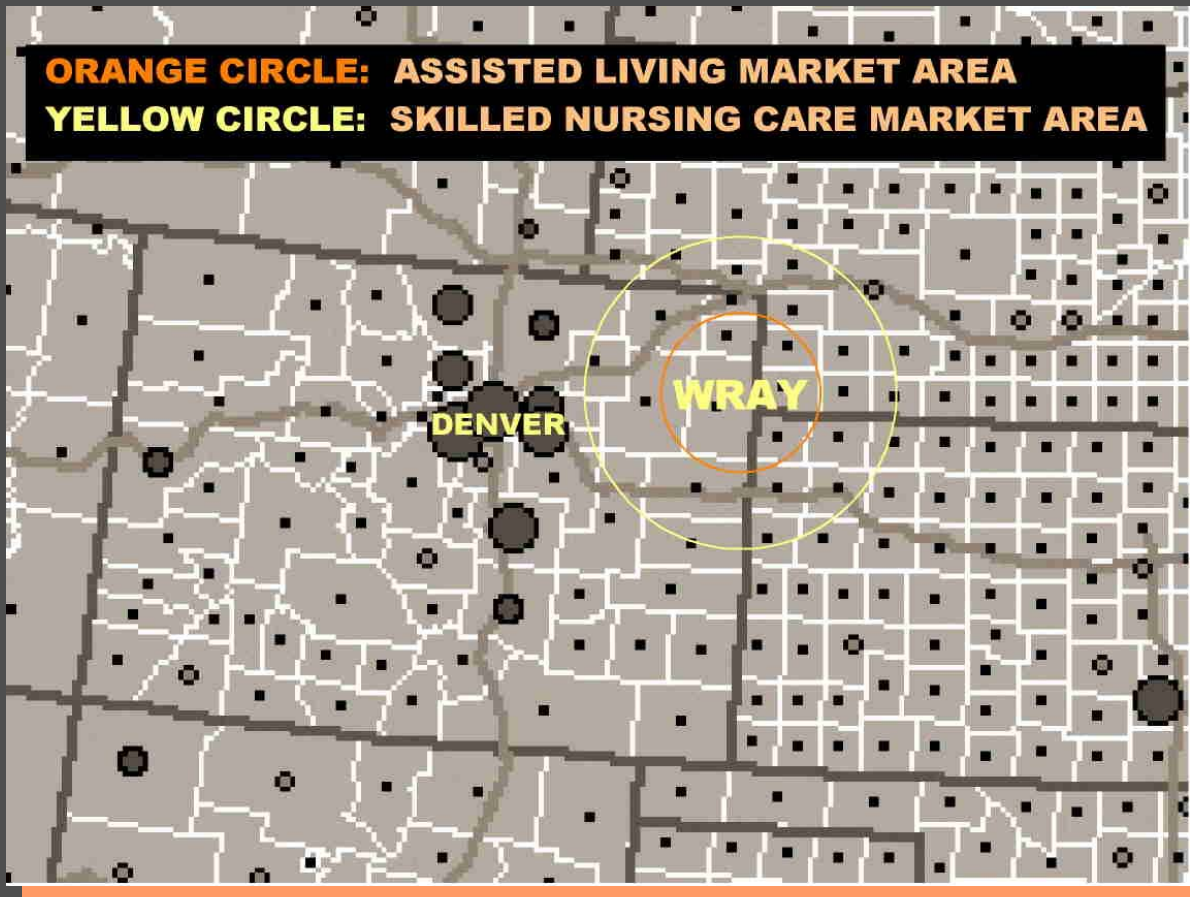 ORANGE CIRCLE: ASSISTED LIVING MARKET AREA
YELLOW CIRCLE: SKILLED NURSING CARE MARKET AREA
WRAY
DENVER